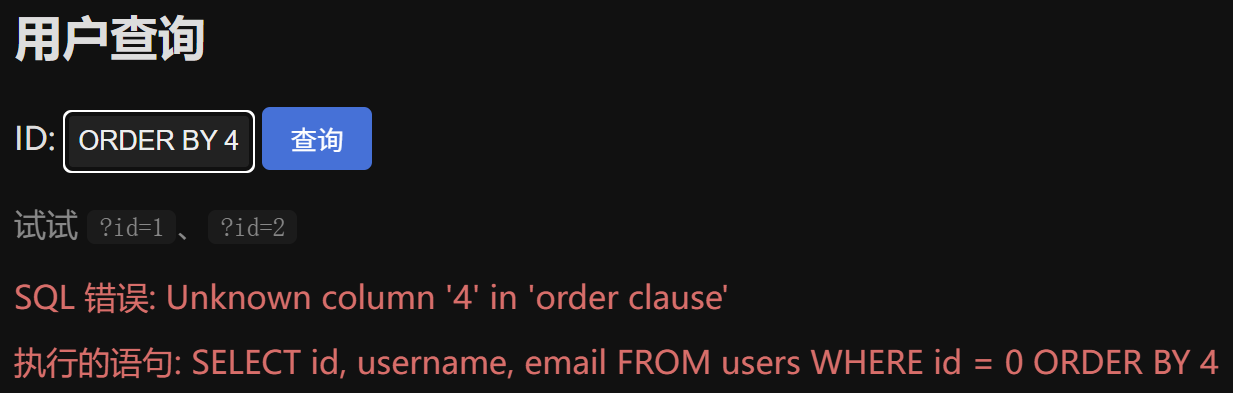 用户查询
ID: ORDER BY 4 查询
试试 ?id=1、 ?id=2
SQL 错误: Unknown column '4' in 'order clause'
执行的语句: SELECT id, username, email FROM users WHERE id = 0 ORDER BY 4